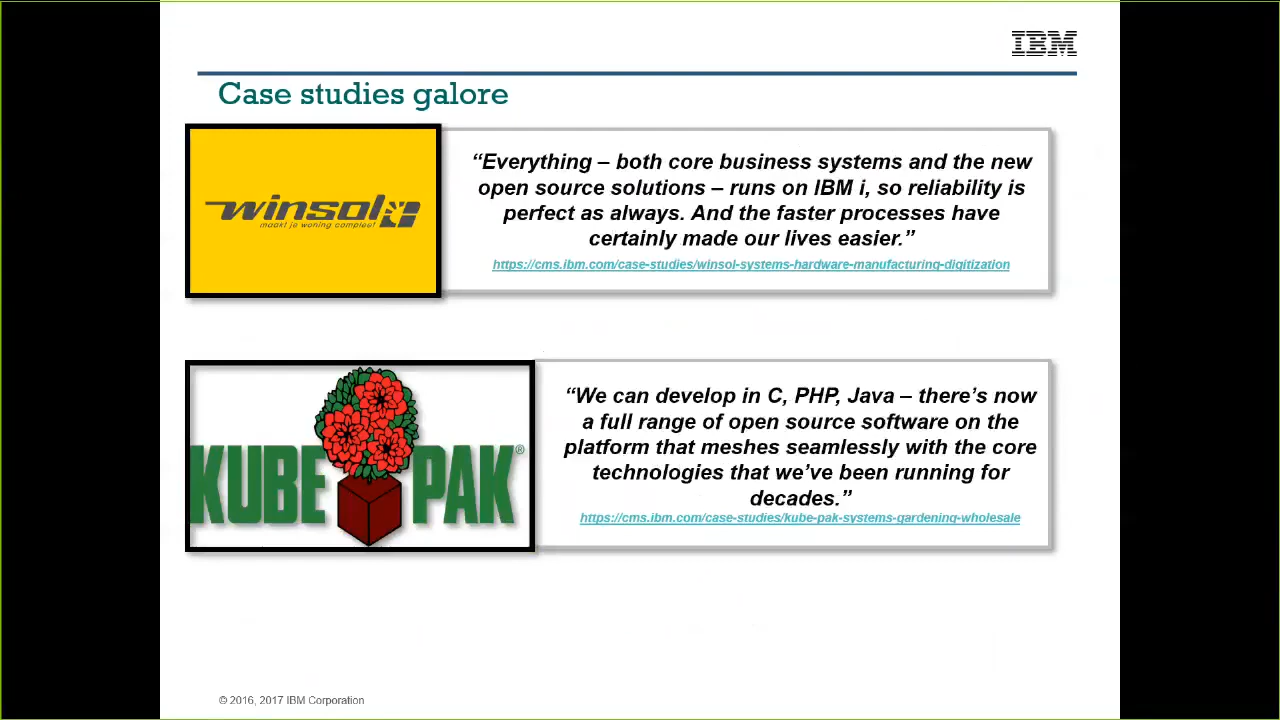 IBM
Case studies galore
winsol
maakt je woning compleet!
“Everything – both core business systems and the new
open source solutions – runs on IBM i, so reliability is
perfect as always. And the faster processes have
certainly made our lives easier.”
https://cms.ibm.com/case-studies/winsol-systems-hardware-manufacturing-digitization
KUBE PAK®
“We can develop in C, PHP, Java – there’s now
a full range of open source software on the
platform that meshes seamlessly with the core
technologies that we’ve been running for
decades.”
https://cms.ibm.com/case-studies/kube-pak-systems-gardening-wholesale
© 2016, 2017 IBM Corporation